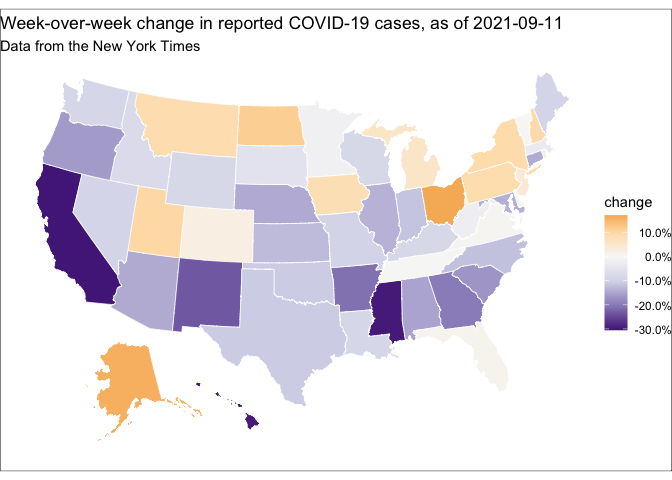 Week-over-week change in reported COVID-19 cases, as of 2021-09-11
Data from the New York Times
change
10.0%
0.0%
-10.0%
-20.0%
-30.0%